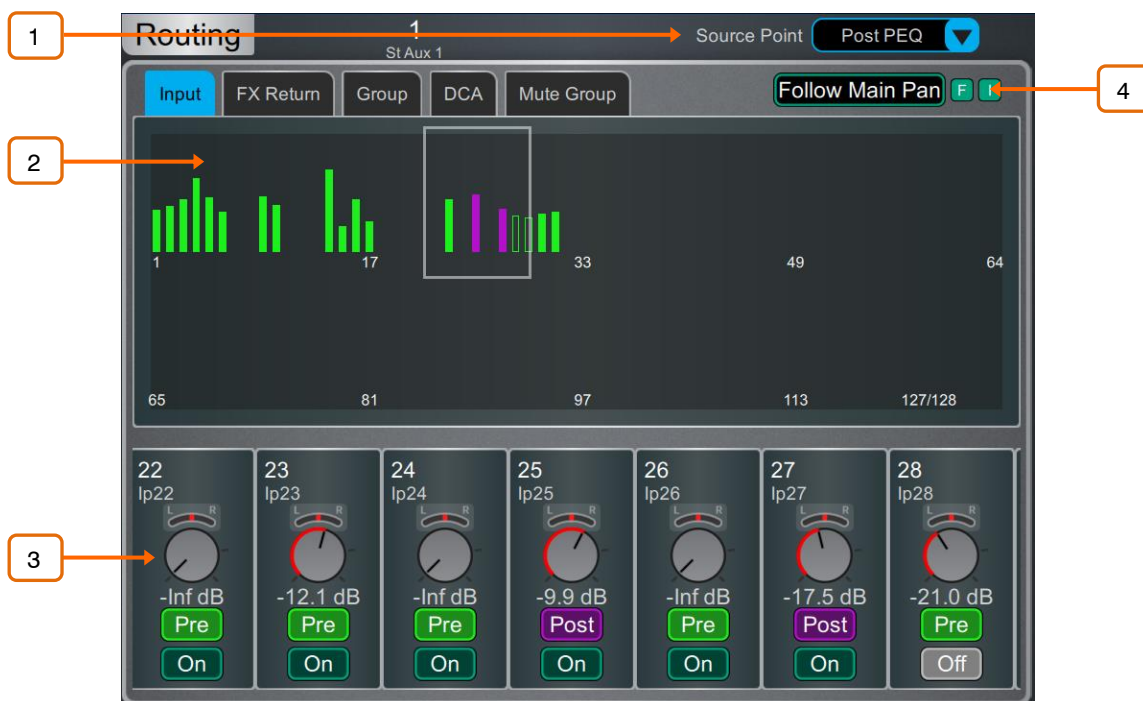 1
Routing
1
St Aux 1
Source Point
Post PEQ
Input
FX Return
Group
DCA
Mute Group
Follow Main Pan
F
I
4
2
1
17
33
49
64
65
81
97
113
127/128
3
22
23
24
25
26
27
28
Ip22
Ip23
Ip24
Ip25
Ip26
Ip27
Ip28
L R
L R
L R
L R
L R
L R
L R
-Inf dB
-12.1 dB
-Inf dB
-9.9 dB
-Inf dB
-17.5 dB
-21.0 dB
Pre
Pre
Pre
Post
Pre
Post
Pre
On
On
On
On
On
On
Off